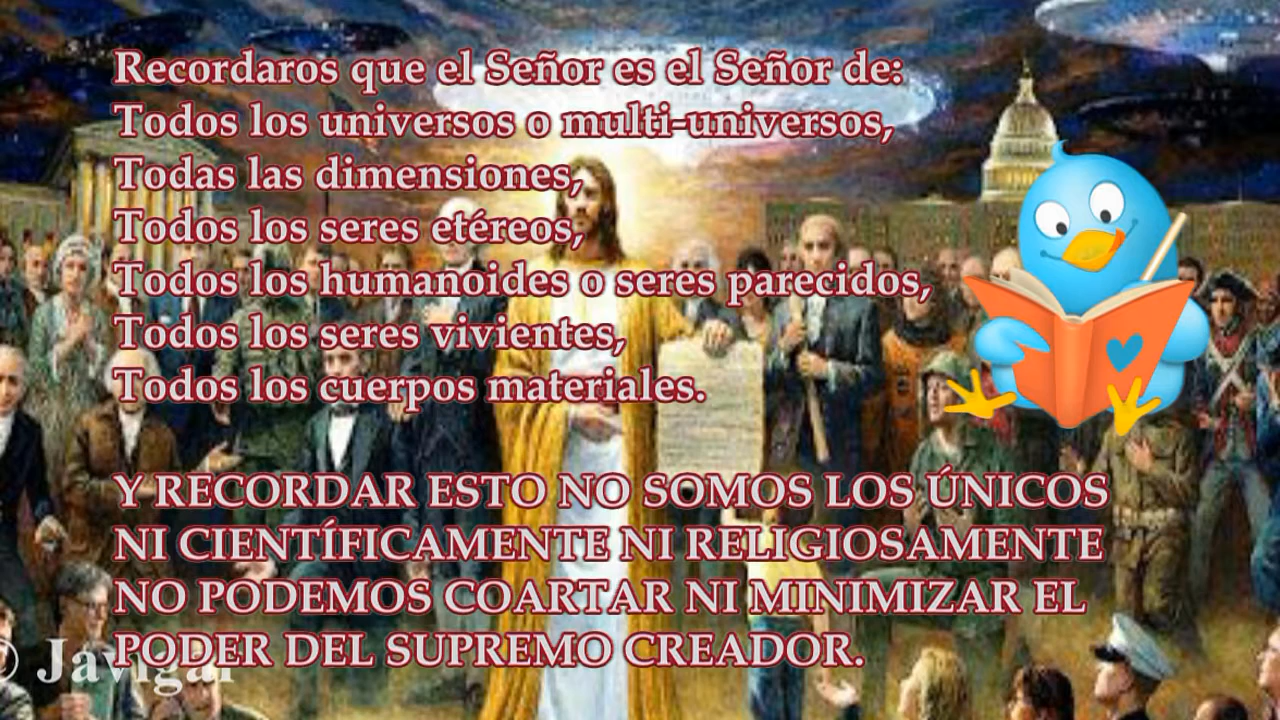 Recordaros que el Señor es el Señor de:
Todos los universos o multi-universos,
Todas las dimensiones,
Todos los seres etéreos,
Todos los humanoides o seres parecidos,
Todos los seres vivientes,
Todos los cuerpos materiales.
Y RECORDAR ESTO NO SOMOS LOS ÚNICOS
NI CIENTÍFICAMENTE NI RELIGIOSAMENTE
NO PODEMOS COARTAR NI MINIMIZAR EL
PODER DEL SUPREMO CREADOR.
© Javigar